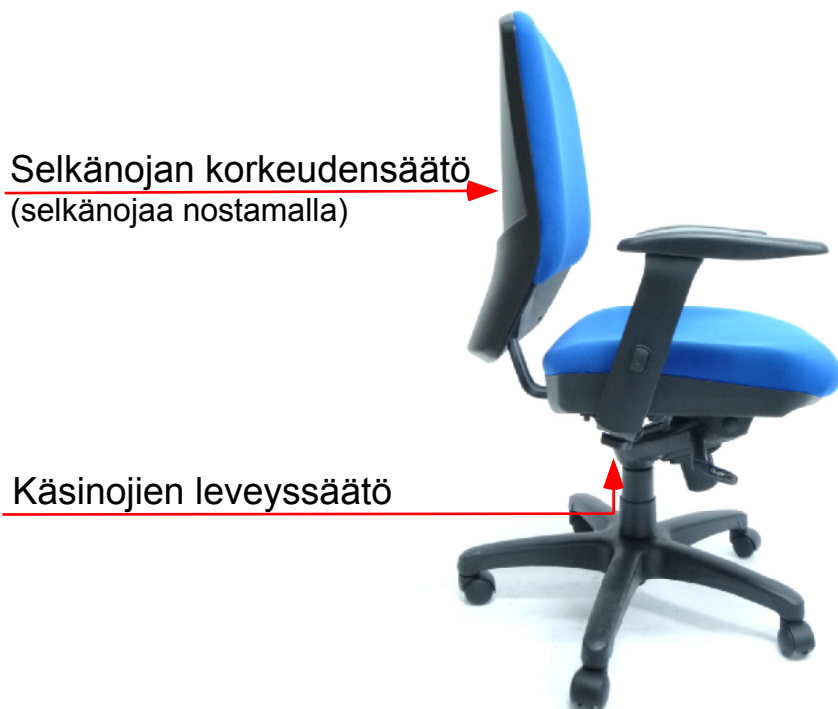 Selkänojan korkeudensäätö
(selkänojaa nostamalla)
Käsinojien leveyssäätö